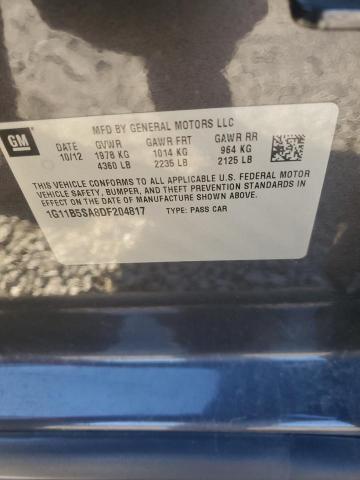 GM
MFD BY GENERAL MOTORS LLC
DATE GVWR GAWR FRT GAWR RR
10/12 1978 KG 1014 KG 964 KG
4360 LB 2235 LB 2125 LB
THIS VEHICLE CONFORMS TO ALL APPLICABLE U.S. FEDERAL MOTOR
VEHICLE SAFETY, BUMPER, AND THEFT PREVENTION STANDARDS IN
EFFECT ON THE DATE OF MANUFACTURE SHOWN ABOVE.
1G11B5SA8DF204817 TYPE: PASS CAR